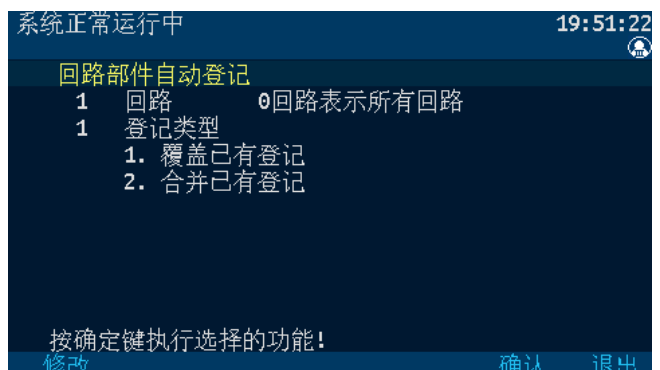 系统正常运行中 19:51:22
回路部件自动登记
1 回路 0回路表示所有回路
1 登记类型
1. 覆盖已有登记
2. 合并已有登记
按确定键执行选择的功能!
修改 确认 退出